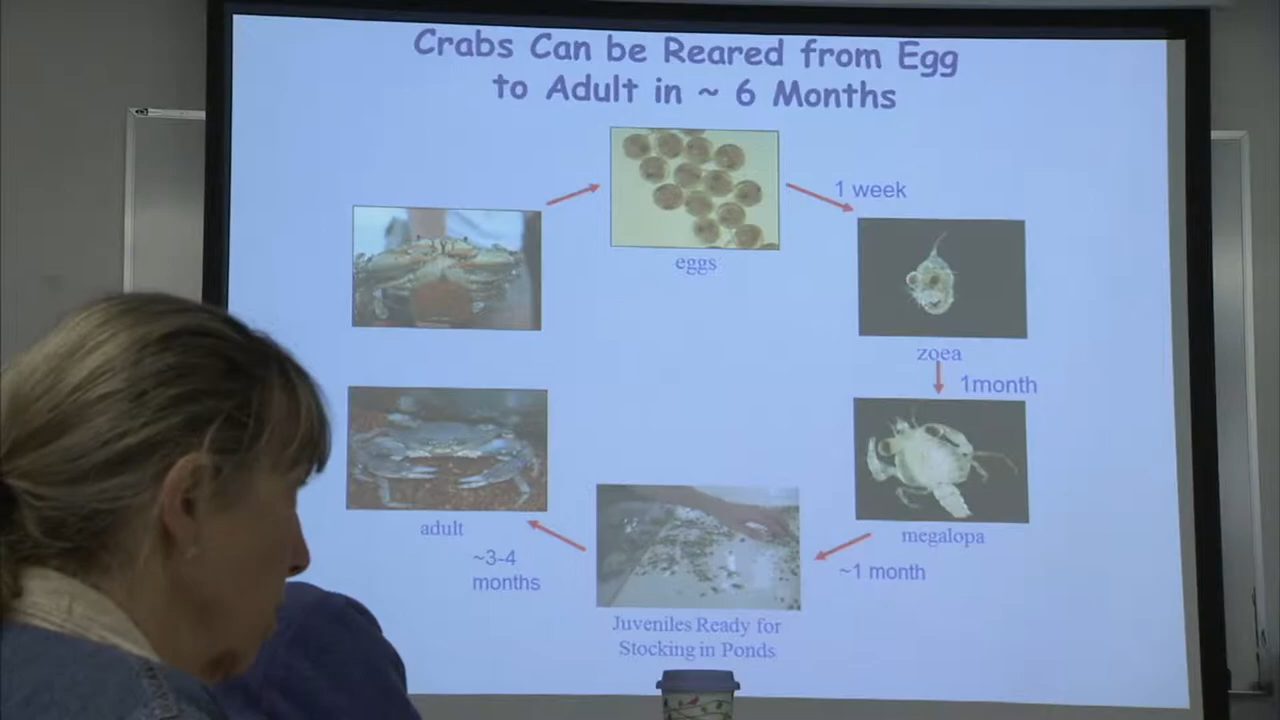 Crabs Can be Reared from Egg
to Adult in ~ 6 Months
1 week
eggs
zoea
1month
megalopa
~1 month
Juveniles Ready for
Stocking in Ponds
~3-4
months
adult